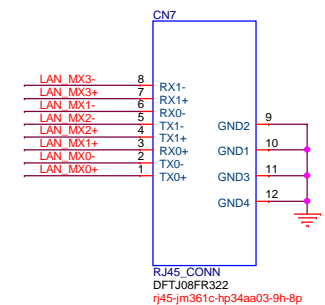 CN7
LAN_MX3- 8 RX1-
LAN_MX3+ 7 RX1+
LAN_MX1- 6 RX0-
LAN_MX2- 5 TX1-
LAN_MX2+ 4 TX1+
LAN_MX1+ 3 RX0+
LAN_MX0- 2 TX0-
LAN_MX0+ 1 TX0+
GND2 9
GND1 10
GND3 11
GND4 12
RJ45_CONN
DFTJ08FR322
rj45-jm361c-hp34aa03-9h-8p